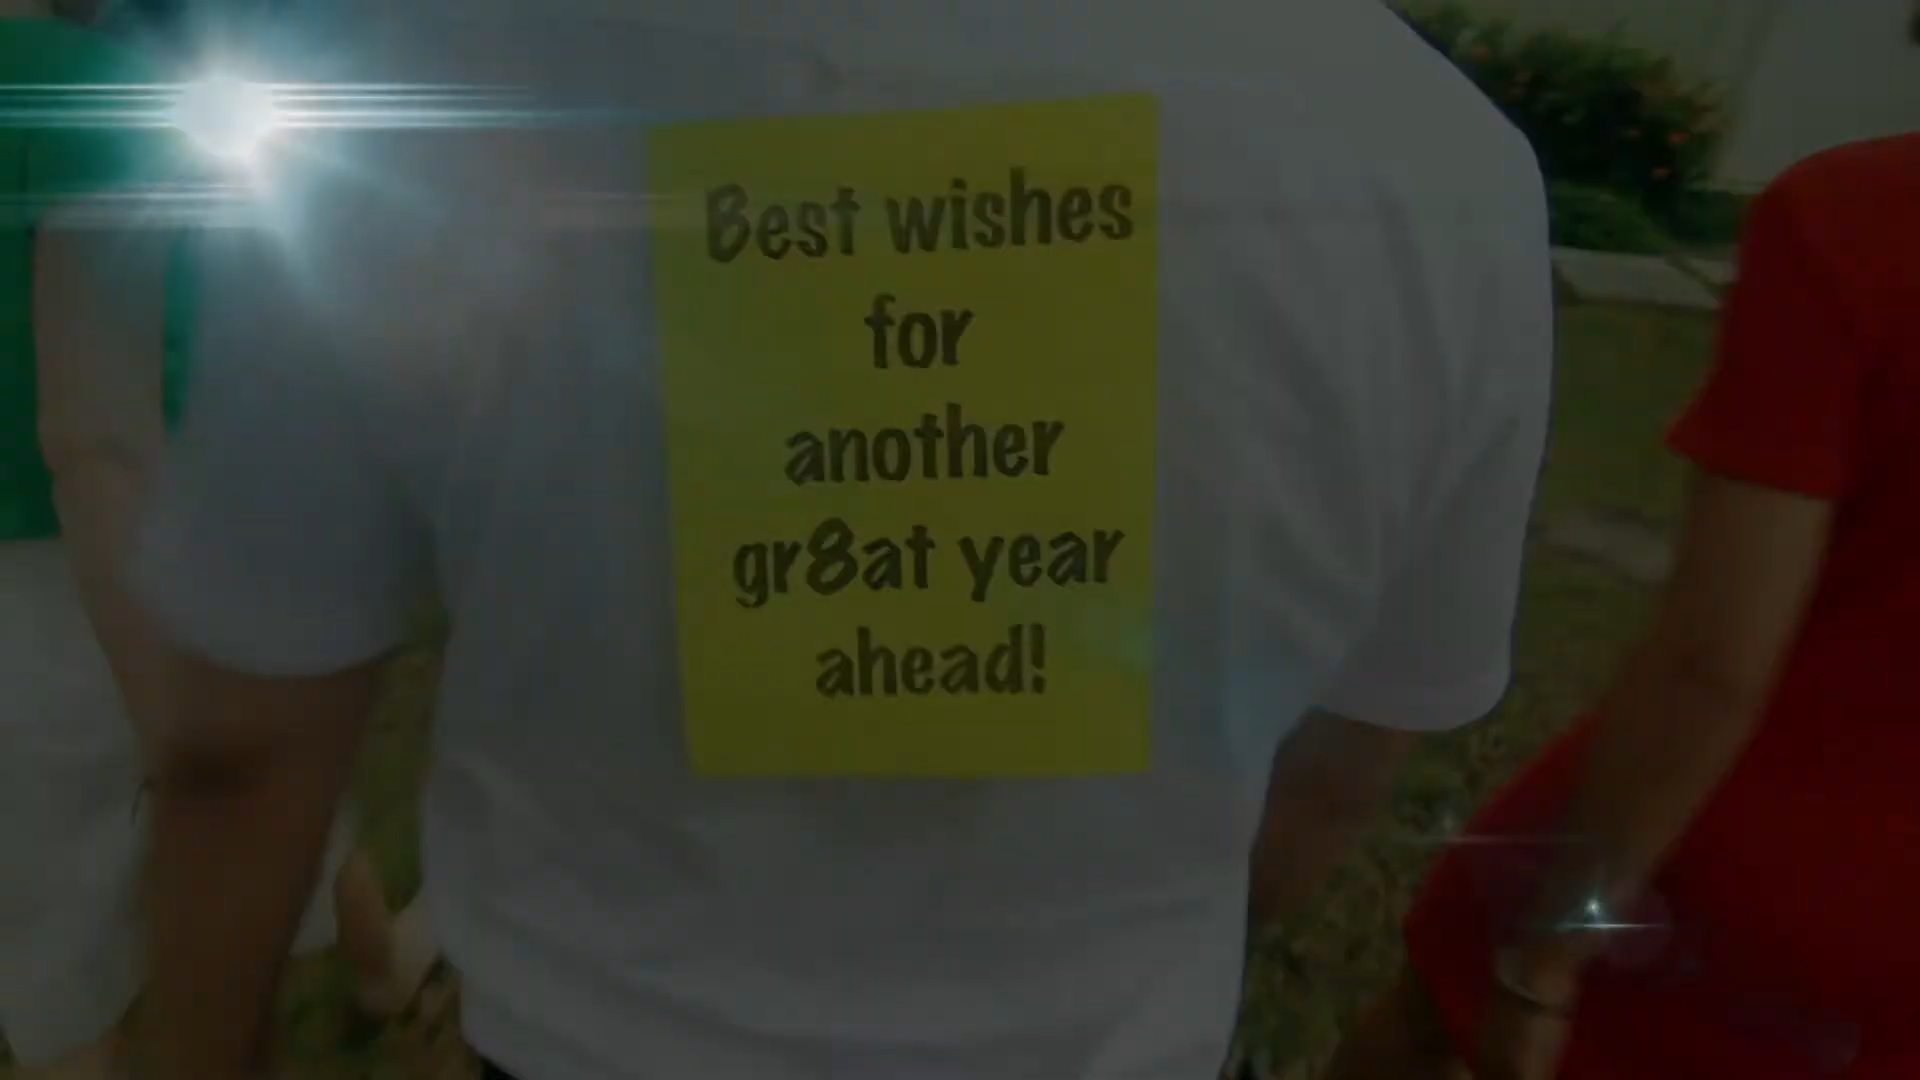 Best wishes
for
another
gr8at year
ahead!